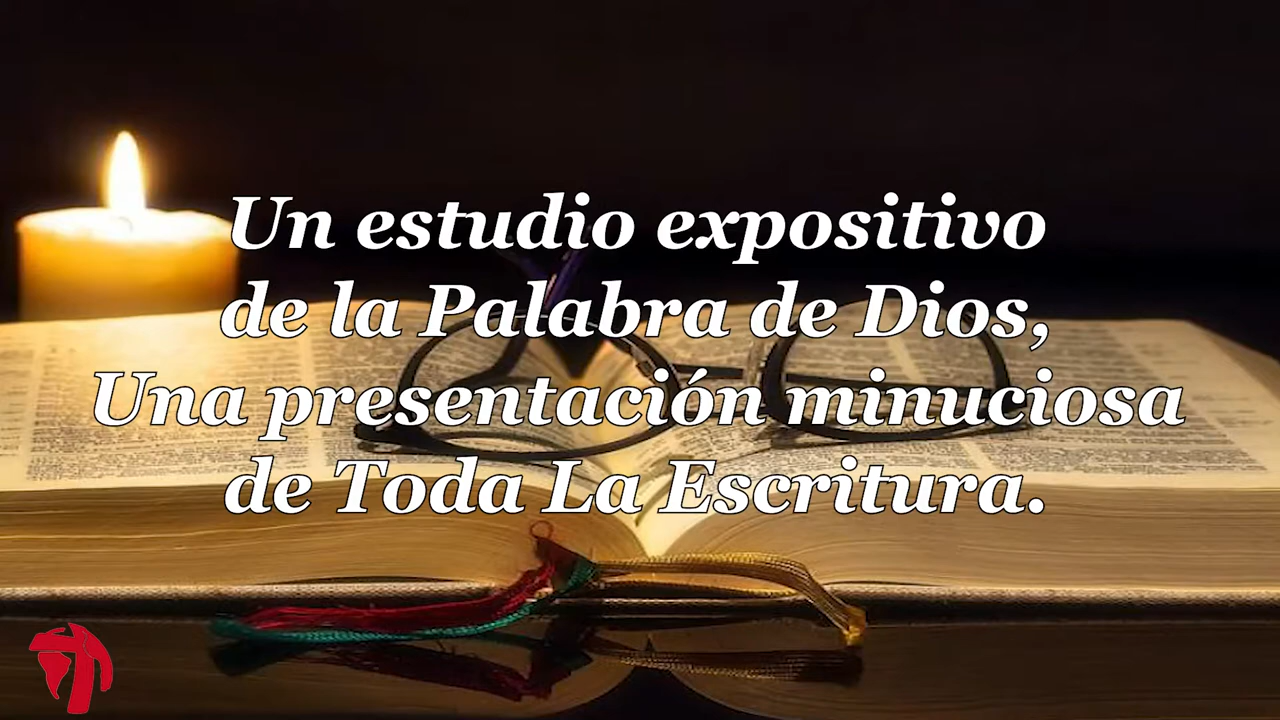 Un estudio expositivo
de la Palabra de Dios,
Una presentación minuciosa
de Toda La Escritura.